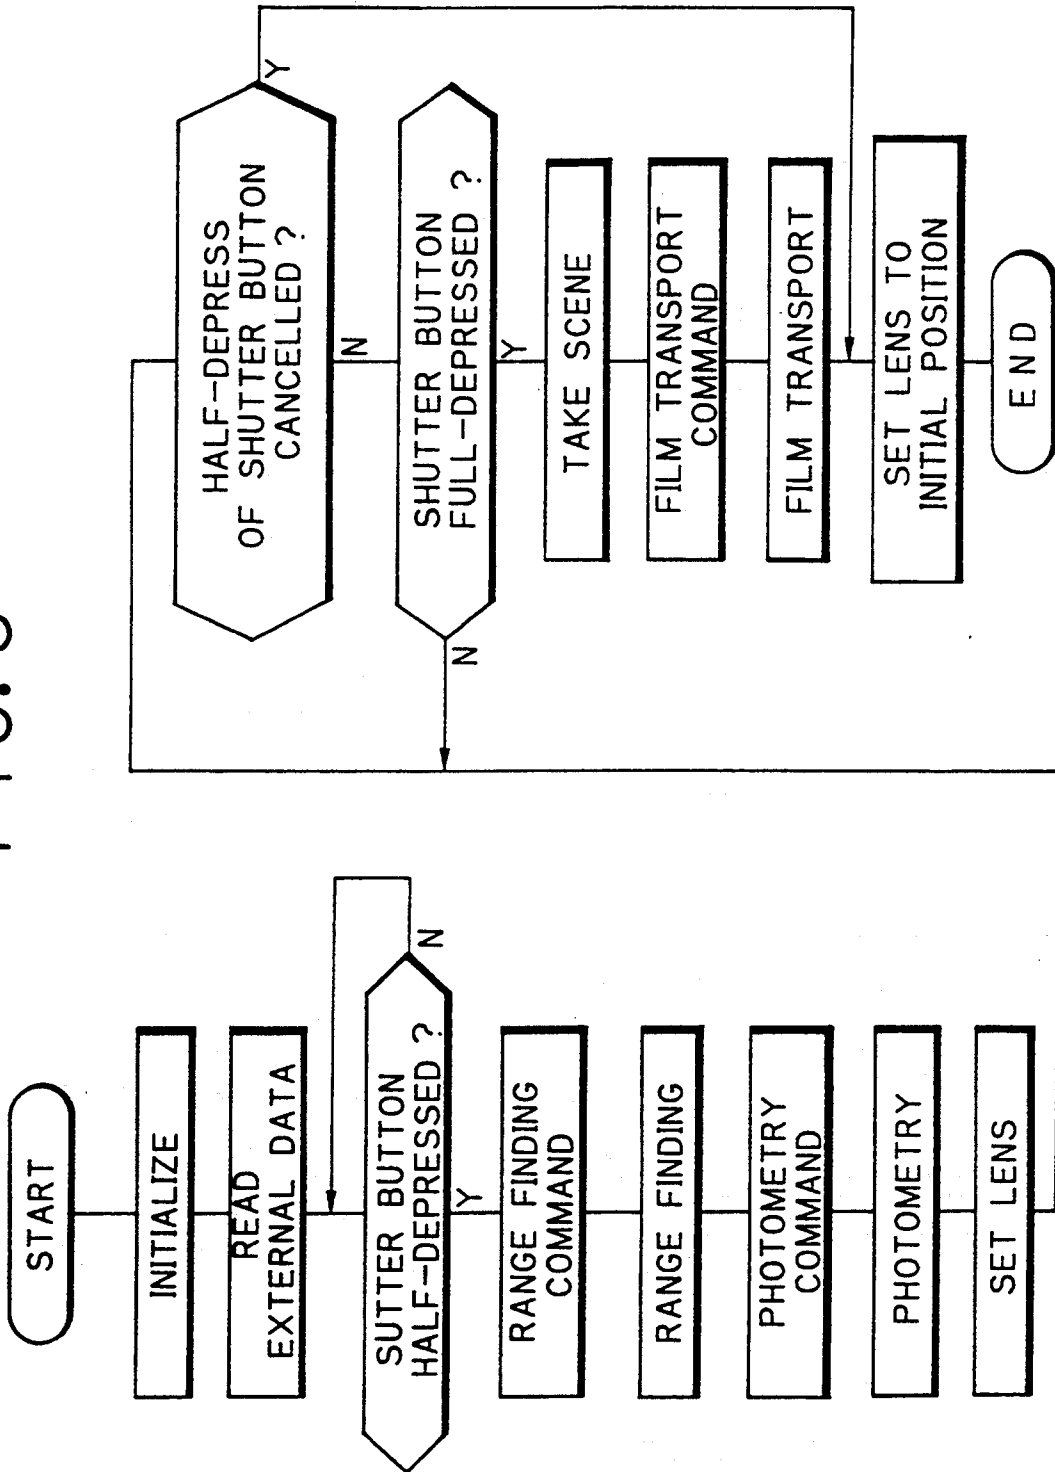 START
INITIALIZE
READ
EXTERNAL DATA
SUTTER BUTTON
HALF-DEPRESSED ?
N
Y
RANGE FINDING
COMMAND
RANGE FINDING
PHOTOMETRY
COMMAND
PHOTOMETRY
SET LENS
HALF-DEPRESS
OF SHUTTER BUTTON
CANCELLED ?
Y
N
SHUTTER BUTTON
FULL-DEPRESSED ?
N
Y
TAKE SCENE
FILM TRANSPORT
COMMAND
FILM TRANSPORT
SET LENS TO
INITIAL POSITION
END